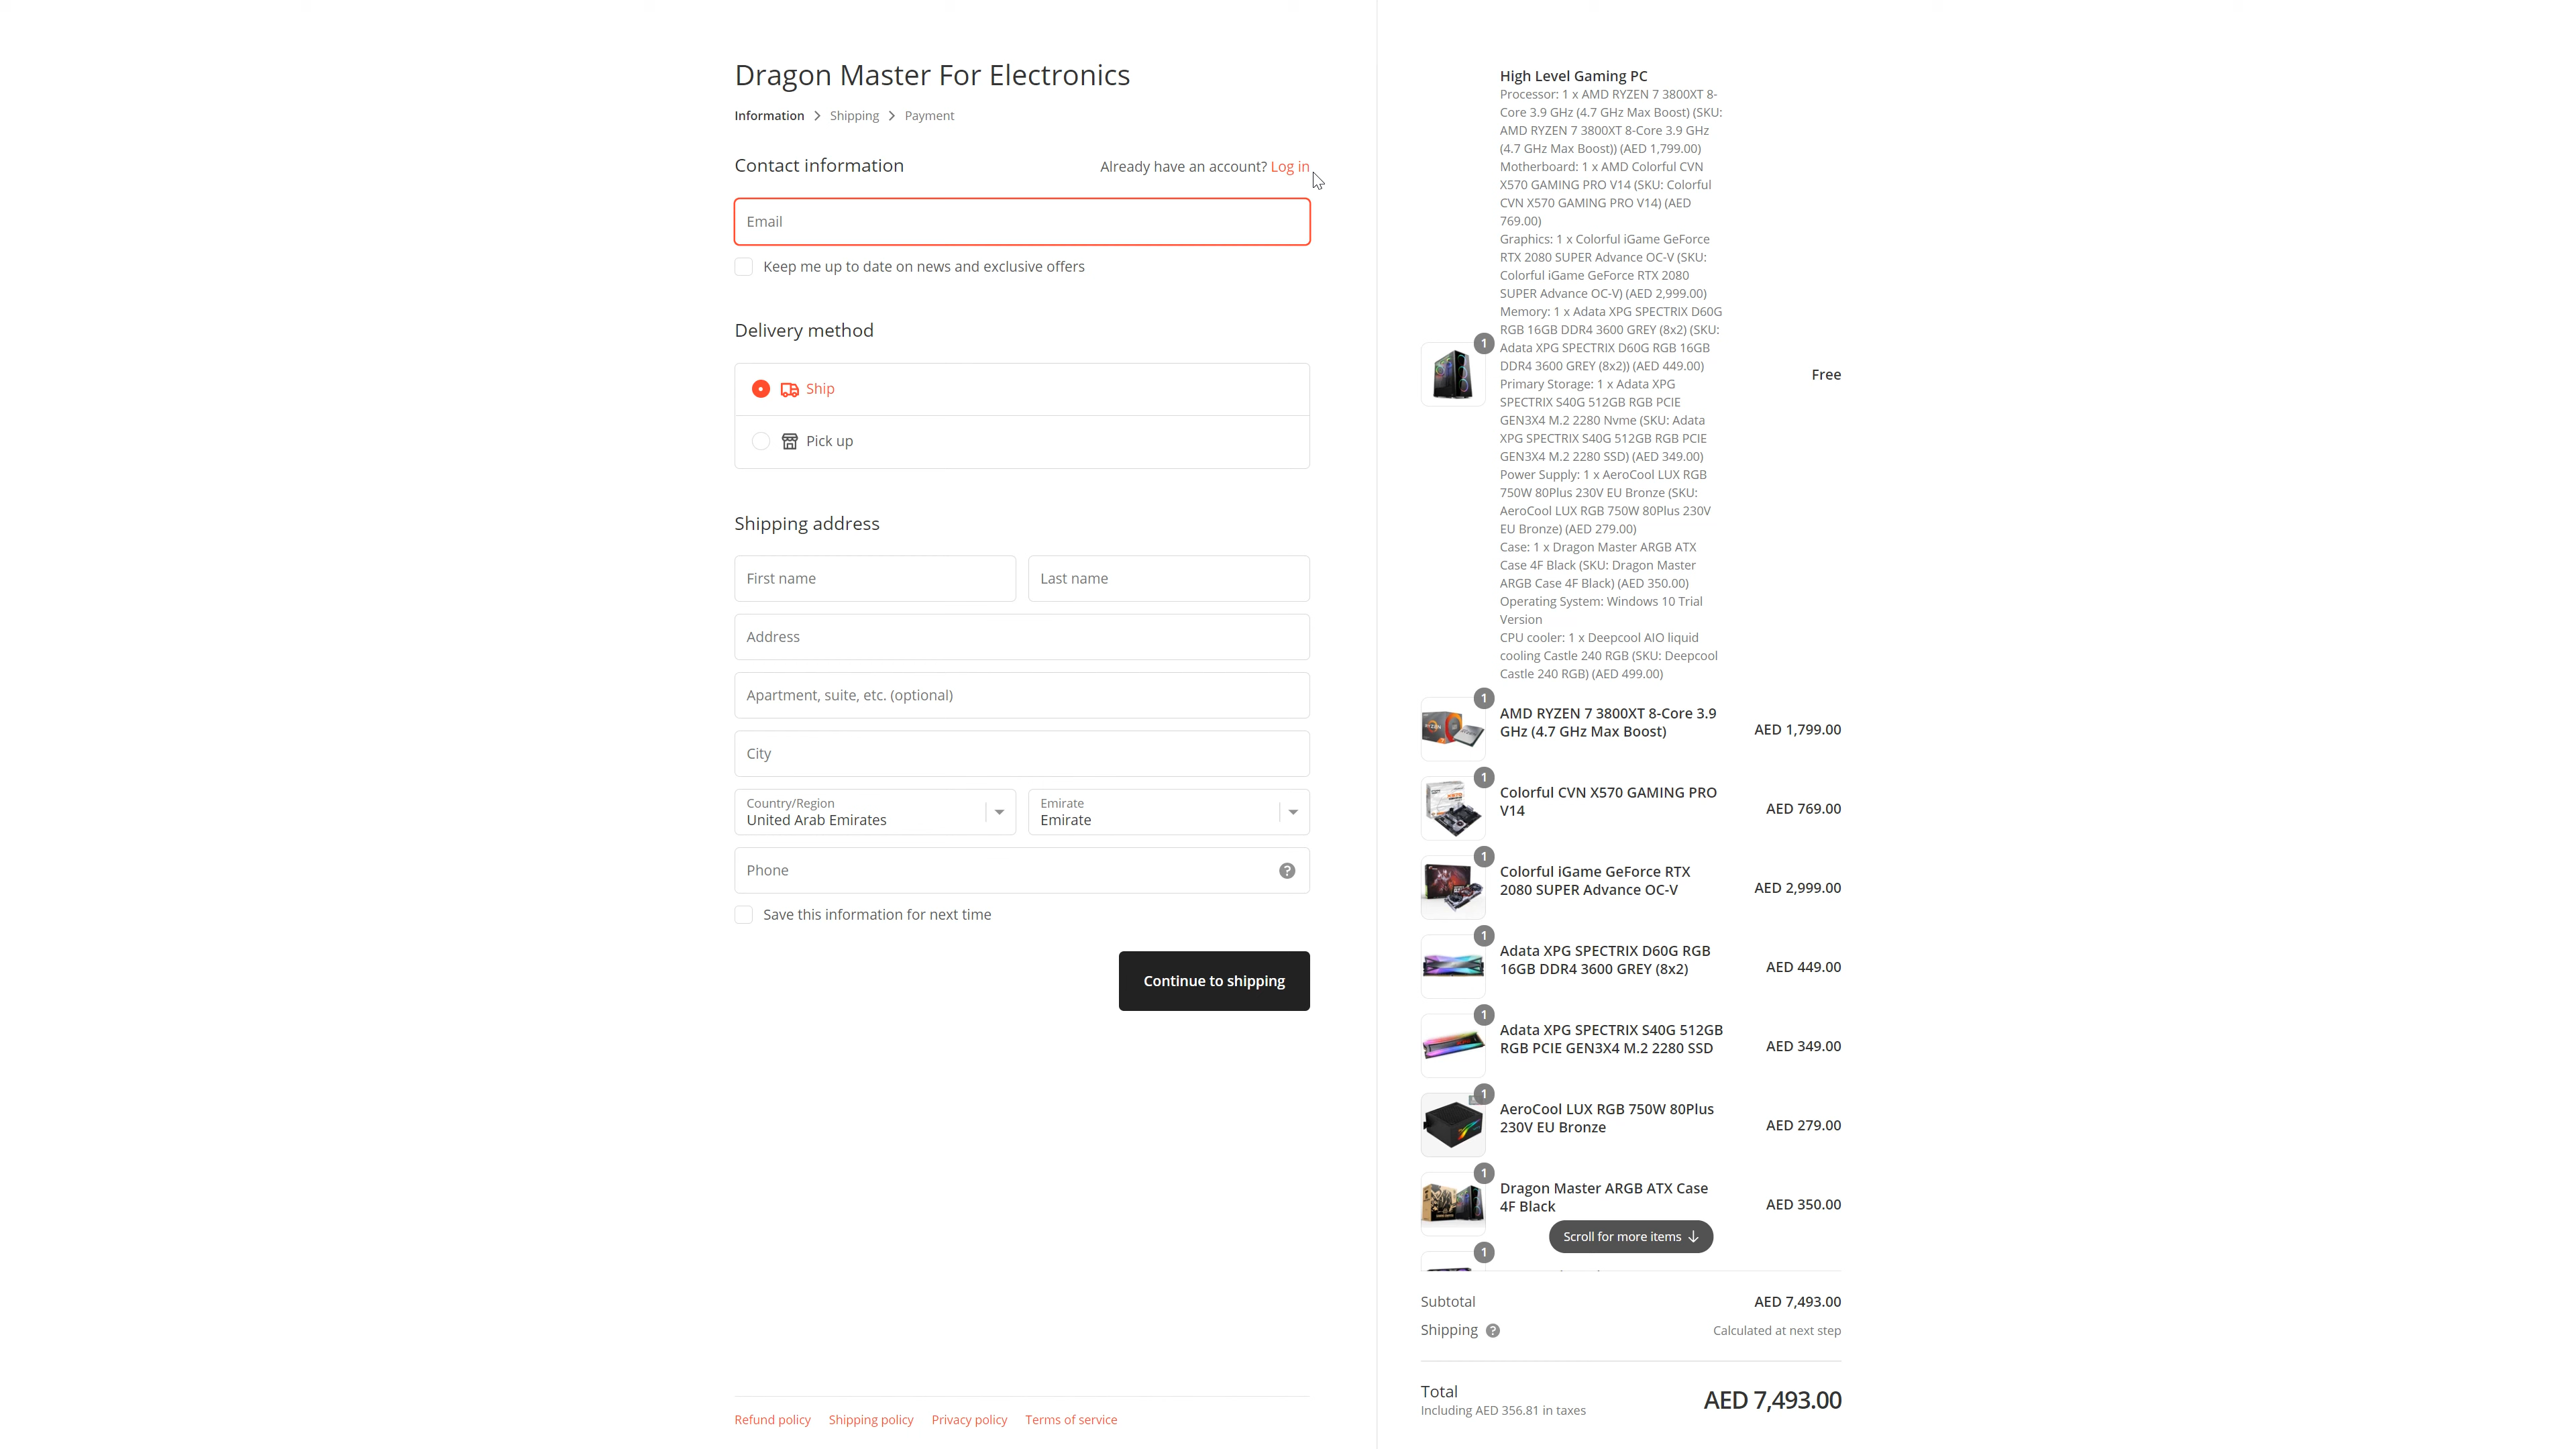 Dragon Master For Electronics
Information > Shipping > Payment
Contact information
Already have an account? Log in
Email
Keep me up to date on news and exclusive offers
Delivery method
Ship
Pick up
Shipping address
First name
Last name
Address
Apartment, suite, etc. (optional)
City
Country/Region
United Arab Emirates
Emirate
Emirate
Phone
?
Save this information for next time
Continue to shipping
Refund policy
Shipping policy
Privacy policy
Terms of service
High Level Gaming PC
Processor: 1 x AMD RYZEN 7 3800XT 8-
Core 3.9 GHz (4.7 GHz Max Boost) (SKU:
AMD RYZEN 7 3800XT 8-Core 3.9 GHz
(4.7 GHz Max Boost)) (AED 1,799.00)
Motherboard: 1 x AMD Colorful CVN
X570 GAMING PRO V14 (SKU: Colorful
CVN X570 GAMING PRO V14) (AED
769.00)
Graphics: 1 x Colorful iGame GeForce
RTX 2080 SUPER Advance OC-V (SKU:
Colorful iGame GeForce RTX 2080
SUPER Advance OC-V) (AED 2,999.00)
Memory: 1 x Adata XPG SPECTRIX D60G
RGB 16GB DDR4 3600 GREY (8x2) (SKU:
Adata XPG SPECTRIX D60G RGB 16GB
DDR4 3600 GREY (8x2)) (AED 449.00)
Primary Storage: 1 x Adata XPG
SPECTRIX S40G 512GB RGB PCIE
GEN3X4 M.2 2280 Nvme (SKU: Adata
XPG SPECTRIX S40G 512GB RGB PCIE
GEN3X4 M.2 2280 SSD) (AED 349.00)
Power Supply: 1 x AeroCool LUX RGB
750W 80Plus 230V EU Bronze (SKU:
AeroCool LUX RGB 750W 80Plus 230V
EU Bronze) (AED 279.00)
Case: 1 x Dragon Master ARGB ATX
Case 4F Black (SKU: Dragon Master
ARGB Case 4F Black) (AED 350.00)
Operating System: Windows 10 Trial
Version
CPU cooler: 1 x Deepcool AIO liquid
cooling Castle 240 RGB (SKU: Deepcool
Castle 240 RGB) (AED 499.00)
1
Free
1
AMD RYZEN 7 3800XT 8-Core 3.9
GHz (4.7 GHz Max Boost)
AED 1,799.00
1
Colorful CVN X570 GAMING PRO
V14
AED 769.00
1
Colorful iGame GeForce RTX
2080 SUPER Advance OC-V
AED 2,999.00
1
Adata XPG SPECTRIX D60G RGB
16GB DDR4 3600 GREY (8x2)
AED 449.00
1
Adata XPG SPECTRIX S40G 512GB
RGB PCIE GEN3X4 M.2 2280 SSD
AED 349.00
1
AeroCool LUX RGB 750W 80Plus
230V EU Bronze
AED 279.00
1
Dragon Master ARGB ATX Case
4F Black
AED 350.00
Scroll for more items ↓
1
Subtotal
AED 7,493.00
Shipping ?
Calculated at next step
Total
Including AED 356.81 in taxes
AED 7,493.00